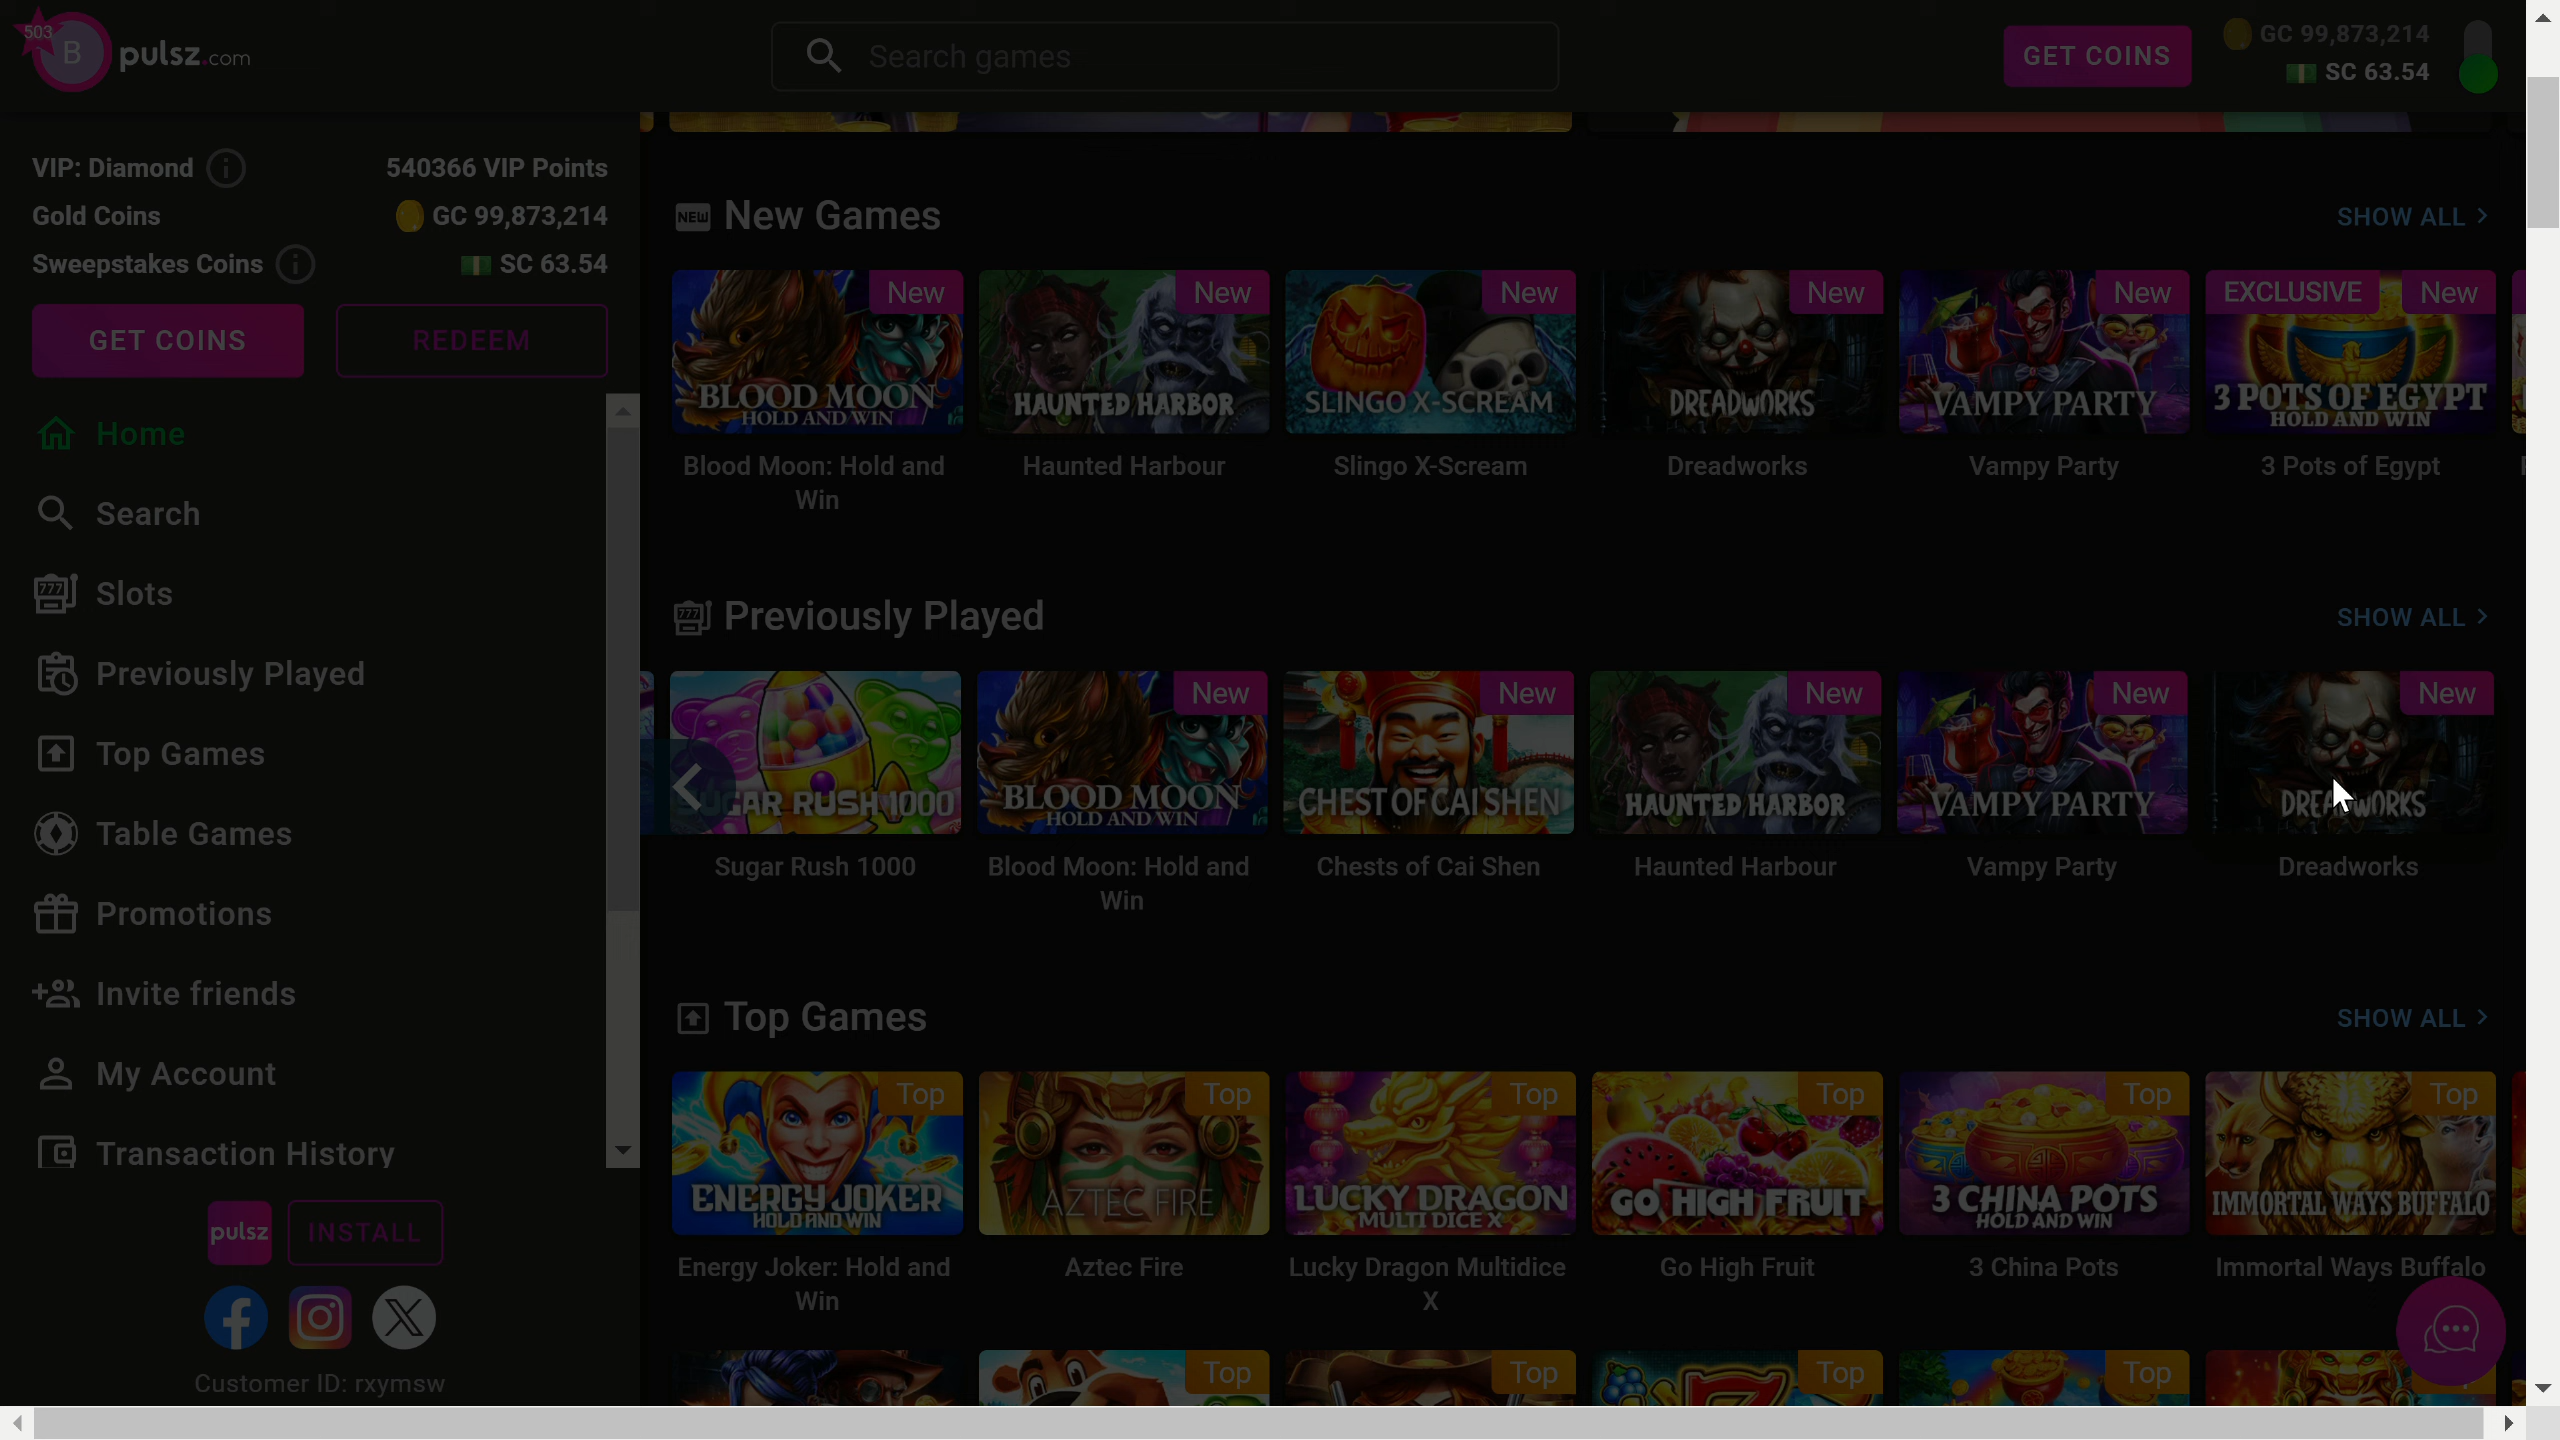 503
B
pulsz.com
Search games
GET COINS
GC 99,873,214
SC 63.54
VIP: Diamond
540366 VIP Points
Gold Coins
GC 99,873,214
Sweepstakes Coins
SC 63.54
GET COINS
REDEEM
Home
Search
Slots
Previously Played
Top Games
Table Games
Promotions
Invite friends
My Account
Transaction History
pulsz
INSTALL
Customer ID: rxymsw
NEW
New Games
SHOW ALL
New
BLOOD MOON
HOLD AND WIN
Blood Moon: Hold and
Win
New
HAUNTED HARBOR
Haunted Harbour
New
SLINGO X-SCREAM
Slingo X-Scream
New
DREADWORKS
Dreadworks
New
VAMPY PARTY
Vampy Party
EXCLUSIVE
New
3 POTS OF EGYPT
HOLD AND WIN
3 Pots of Egypt
Previously Played
SHOW ALL
SUGAR RUSH 1000
Sugar Rush 1000
New
BLOOD MOON
HOLD AND WIN
Blood Moon: Hold and
Win
New
CHEST OF CAI SHEN
Chests of Cai Shen
New
HAUNTED HARBOR
Haunted Harbour
New
VAMPY PARTY
Vampy Party
New
DREADWORKS
Dreadworks
Top Games
SHOW ALL
Top
ENERGY JOKER
HOLD AND WIN
Energy Joker: Hold and
Win
Top
AZTEC FIRE
Aztec Fire
Top
LUCKY DRAGON
MULTI DICE X
Lucky Dragon Multidice
X
Top
GO HIGH FRUIT
Go High Fruit
Top
3 CHINA POTS
HOLD AND WIN
3 China Pots
Top
IMMORTAL WAYS BUFFALO
Immortal Ways Buffalo
Top
Top
Top
Top